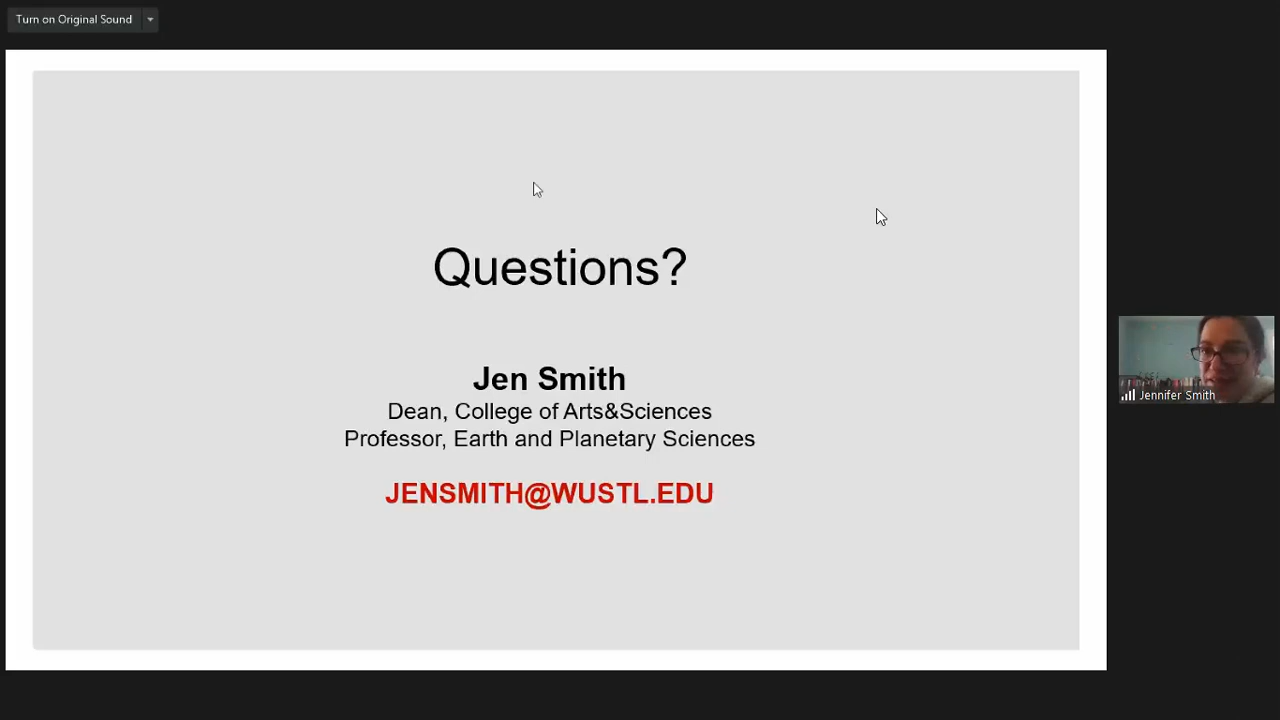 Turn on Original Sound
Questions?
Jen Smith
Dean, College of Arts&Sciences
Professor, Earth and Planetary Sciences
JENSMITH@WUSTL.EDU
Jennifer Smith